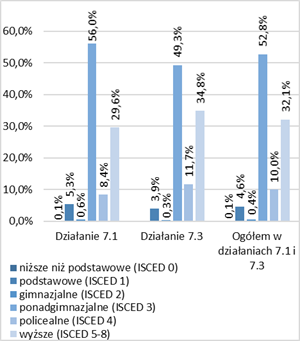 60,0%
50,0%
40,0%
30,0%
20,0%
10,0%
0,0%
0,1%
5,3%
0,6%
56,0%
8,4%
29,6%
3,9%
0,3%
49,3%
11,7%
34,8%
0,1%
4,6%
0,4%
52,8%
10,0%
32,1%
Działanie 7.1
Działanie 7.3
Ogółem w
działaniach 7.1 i
7.3
niższe niż podstawowe (ISCED 0)
podstawowe (ISCED 1)
gimnazjalne (ISCED 2)
ponadgimnazjalne (ISCED 3)
policealne (ISCED 4)
wyższe (ISCED 5-8)